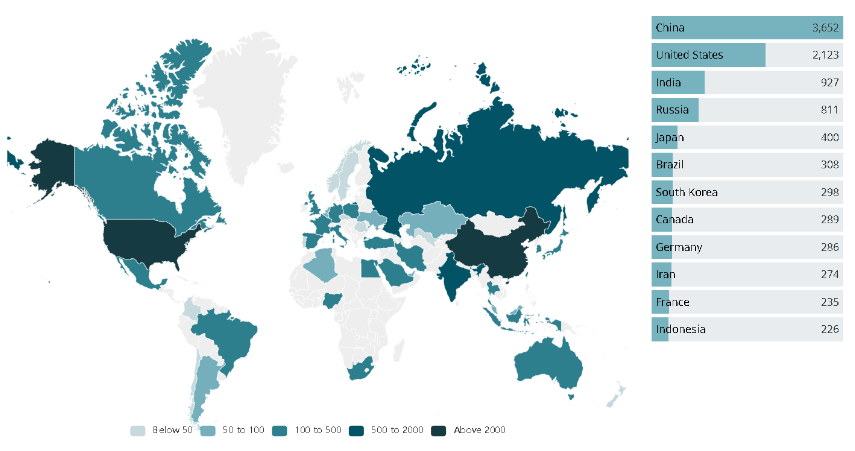 China 3,652
United States 2,123
India 927
Russia 811
Japan 400
Brazil 308
South Korea 298
Canada 289
Germany 286
Iran 274
France 235
Indonesia 226
Below 50 50 to 100 100 to 500 500 to 2000 Above 2000